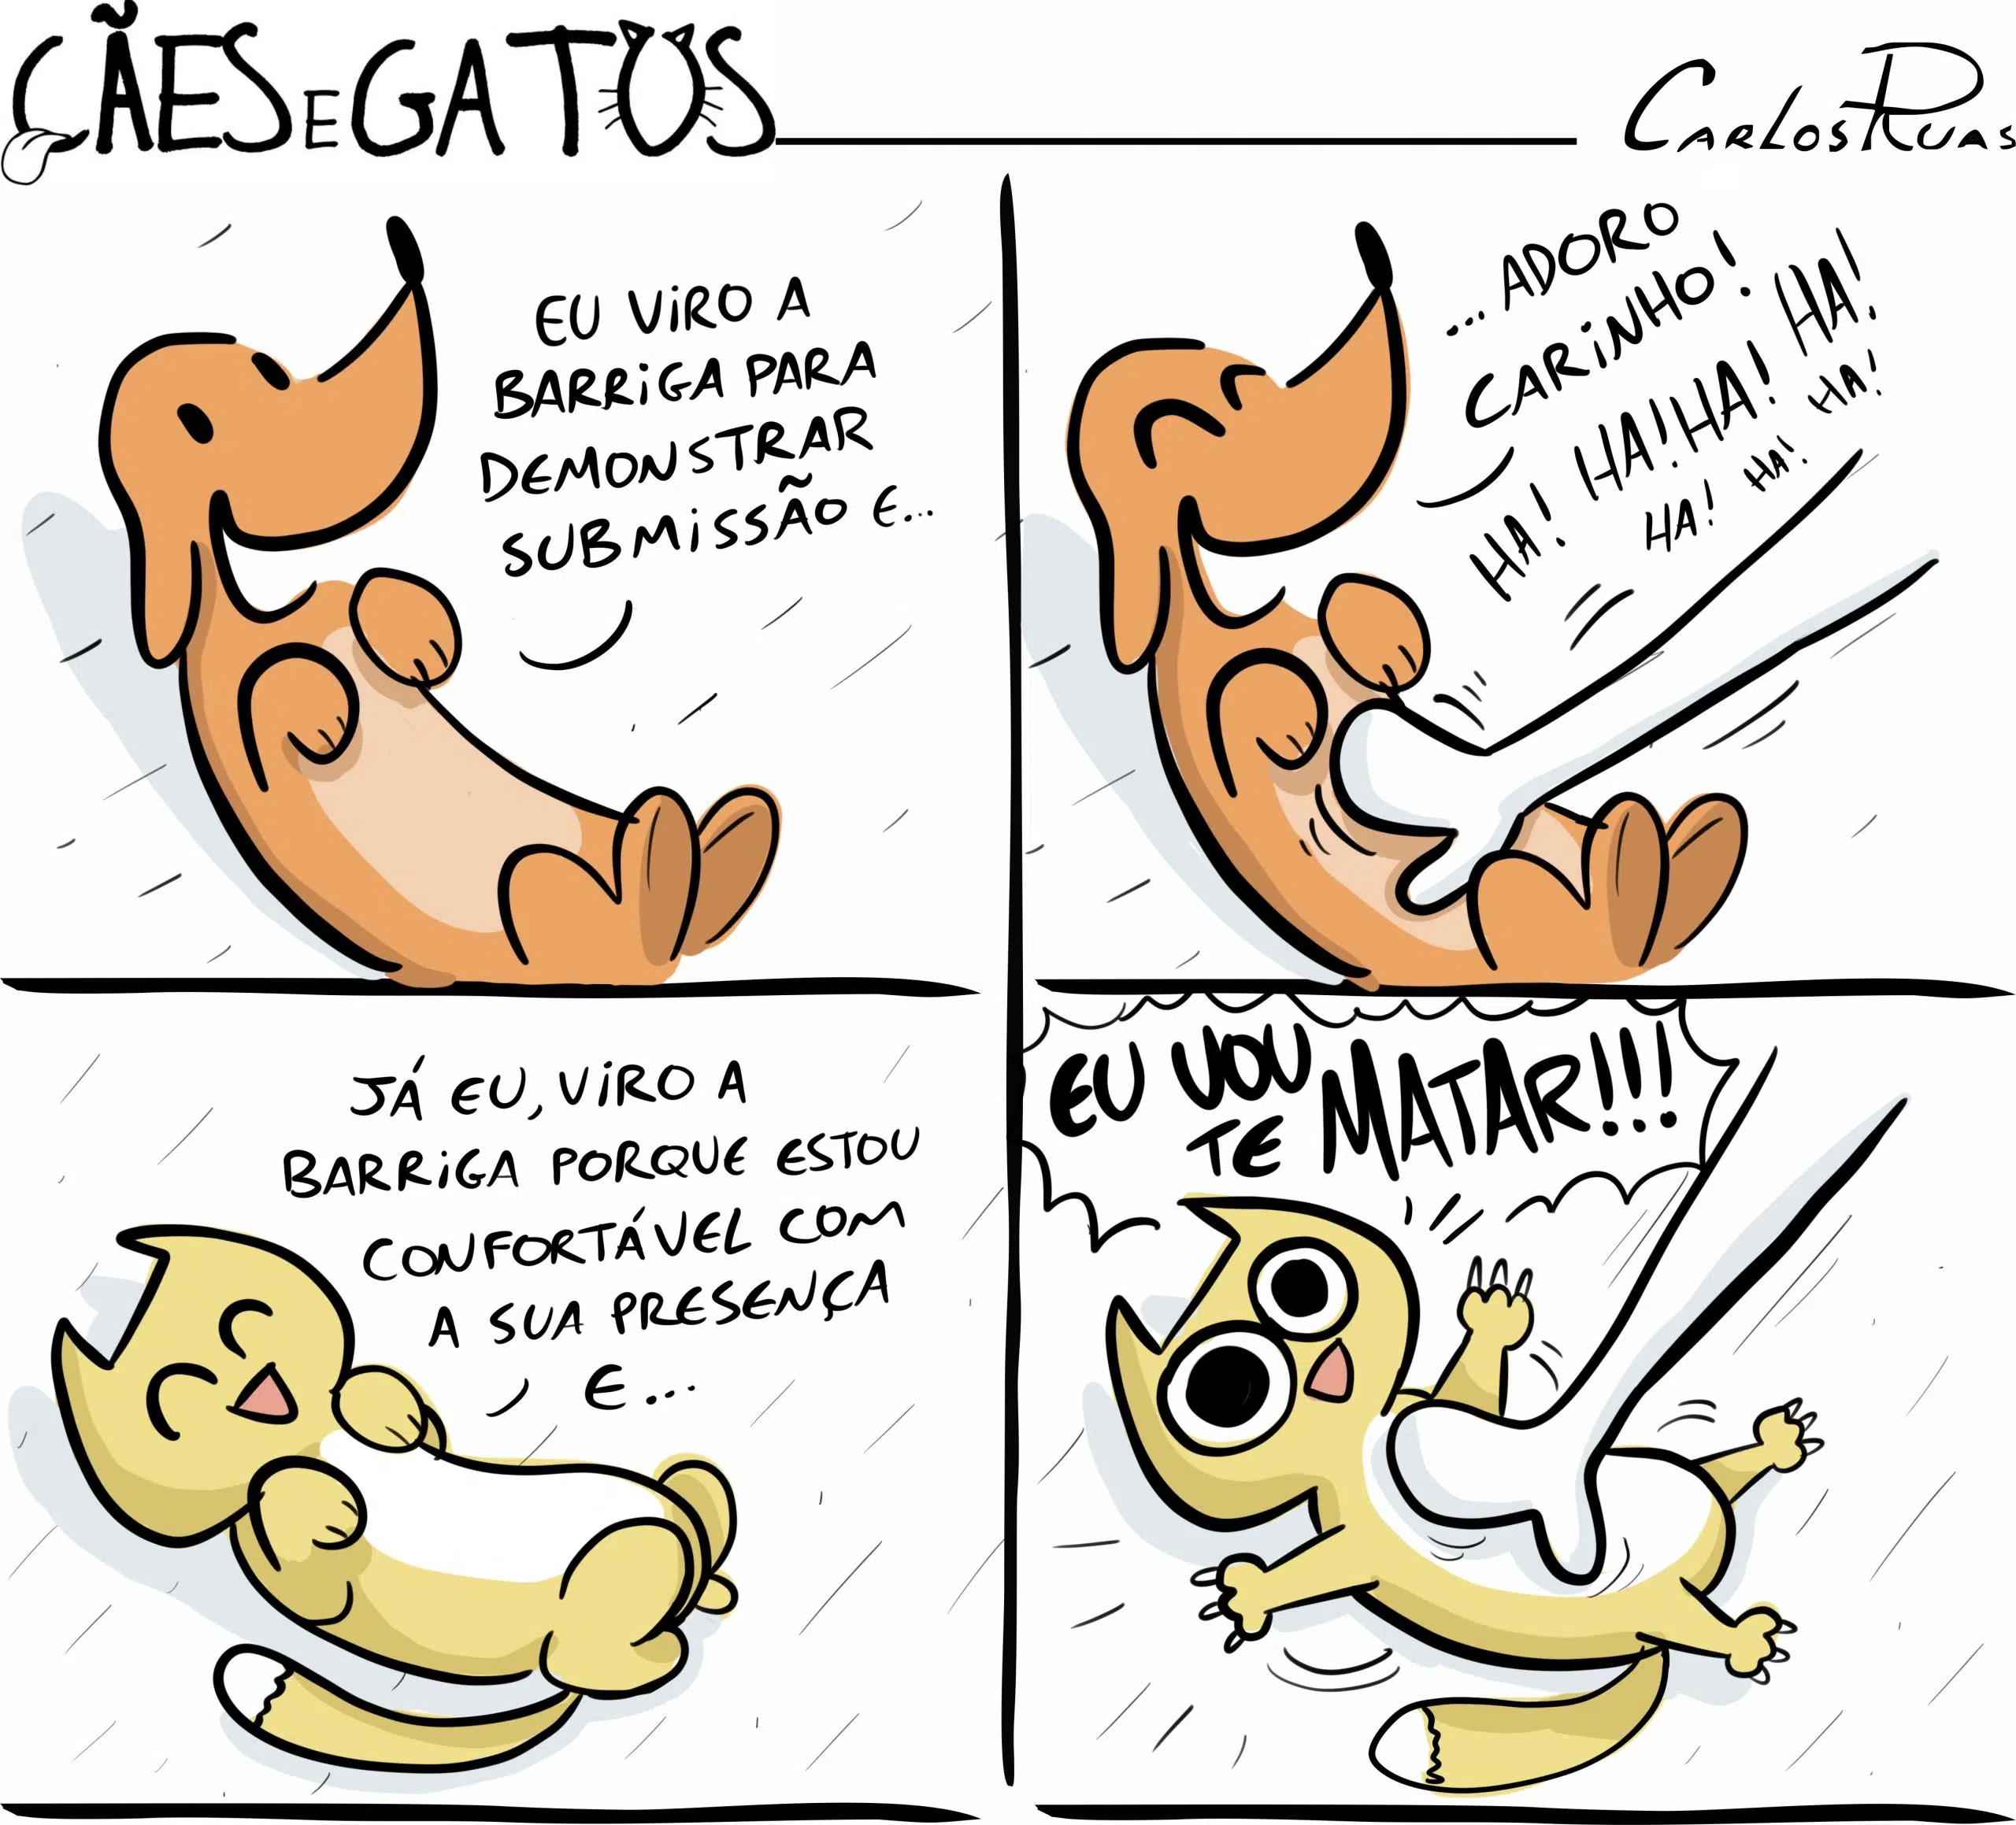 CÃES E GATOS
CARLOS RUAS
EU VIRO A
BARRIGA PARA
DEMONSTRAR
SUBMISSÃO E...
...ADORO
CARINHO!
HA! HA! HA! HA!
HA! HA! HA!
JÁ EU, VIRO A
BARRIGA PORQUE ESTOU
CONFORTÁVEL COM
A SUA PRESENÇA
E...
EU VOU
TE MATAR!!!